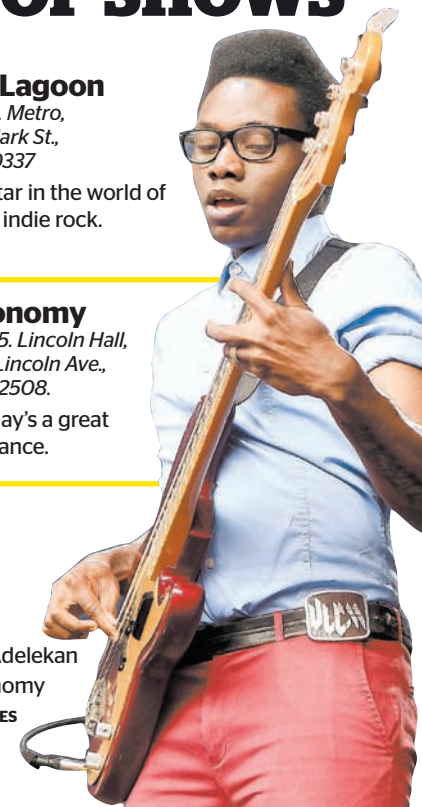 shows
Lagoon
. Metro,
ark St.,
0337
tar in the world of
indie rock.
onomy
5. Lincoln Hall,
Lincoln Ave.,
2508.
ay's a great
ance.
delekan
nomy
ES